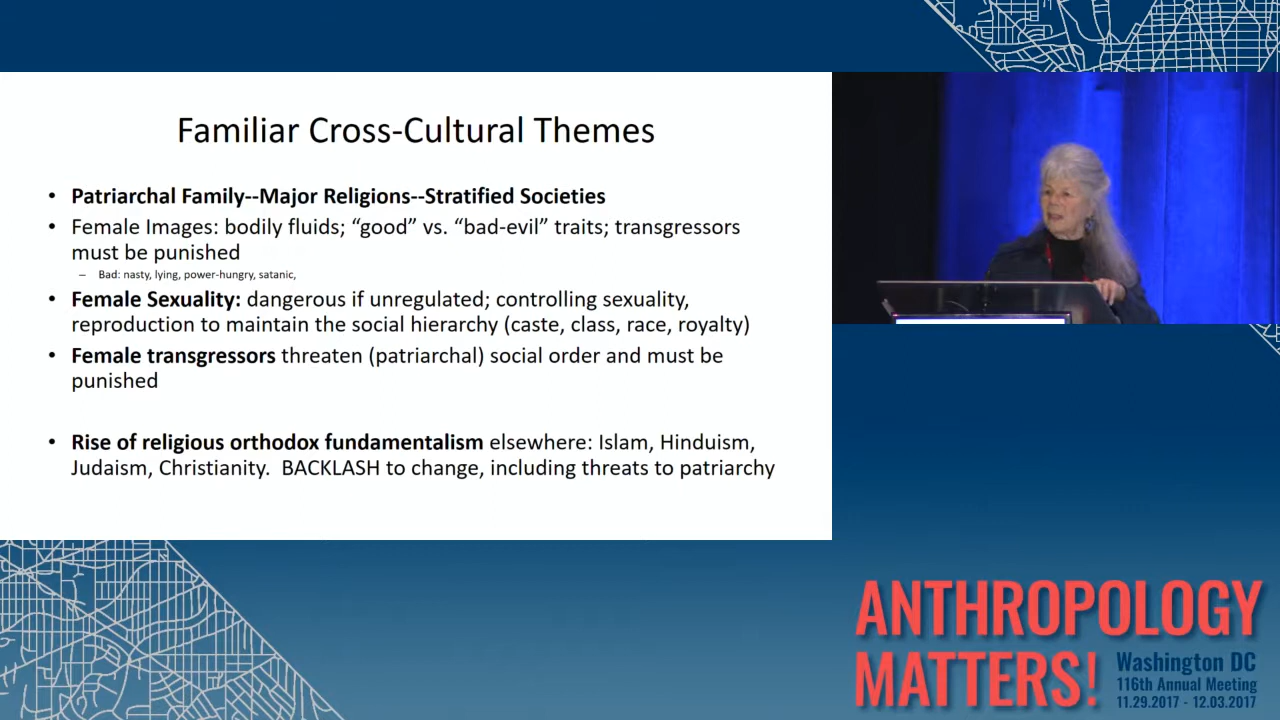 Familiar Cross-Cultural Themes
• Patriarchal Family--Major Religions--Stratified Societies
• Female Images: bodily fluids; “good” vs. “bad-evil” traits; transgressors
must be punished
– Bad: nasty, lying, power-hungry, satanic,
• Female Sexuality: dangerous if unregulated; controlling sexuality,
reproduction to maintain the social hierarchy (caste, class, race, royalty)
• Female transgressors threaten (patriarchal) social order and must be
punished
• Rise of religious orthodox fundamentalism elsewhere: Islam, Hinduism,
Judaism, Christianity.  BACKLASH to change, including threats to patriarchy
ANTHROPOLOGY
MATTERS!
Washington DC
116th Annual Meeting
11.29.2017 - 12.03.2017